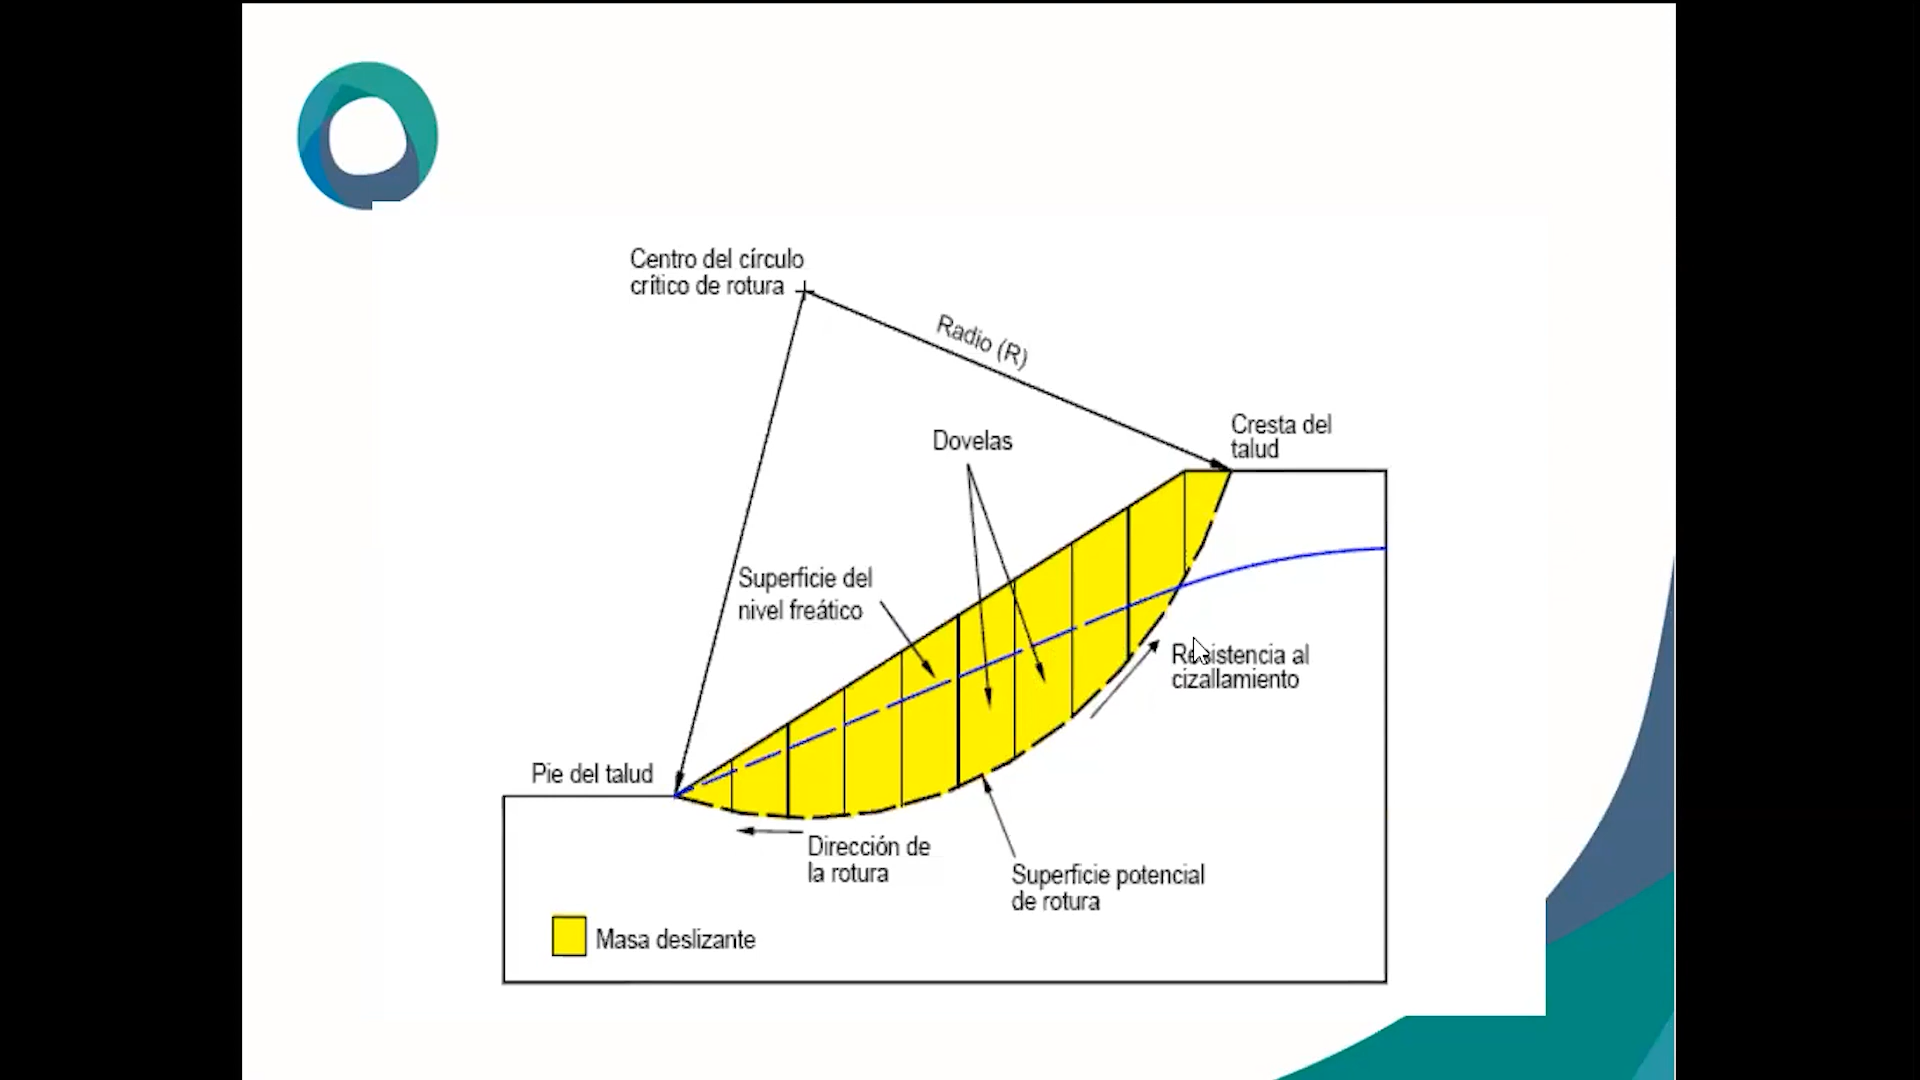 Centro del círculo
crítico de rotura
Radio (R)
Cresta del
talud
Dovelas
Superficie del
nivel freático
Resistencia al
cizallamiento
Pie del talud
Dirección de
la rotura
Superficie potencial
de rotura
Masa deslizante